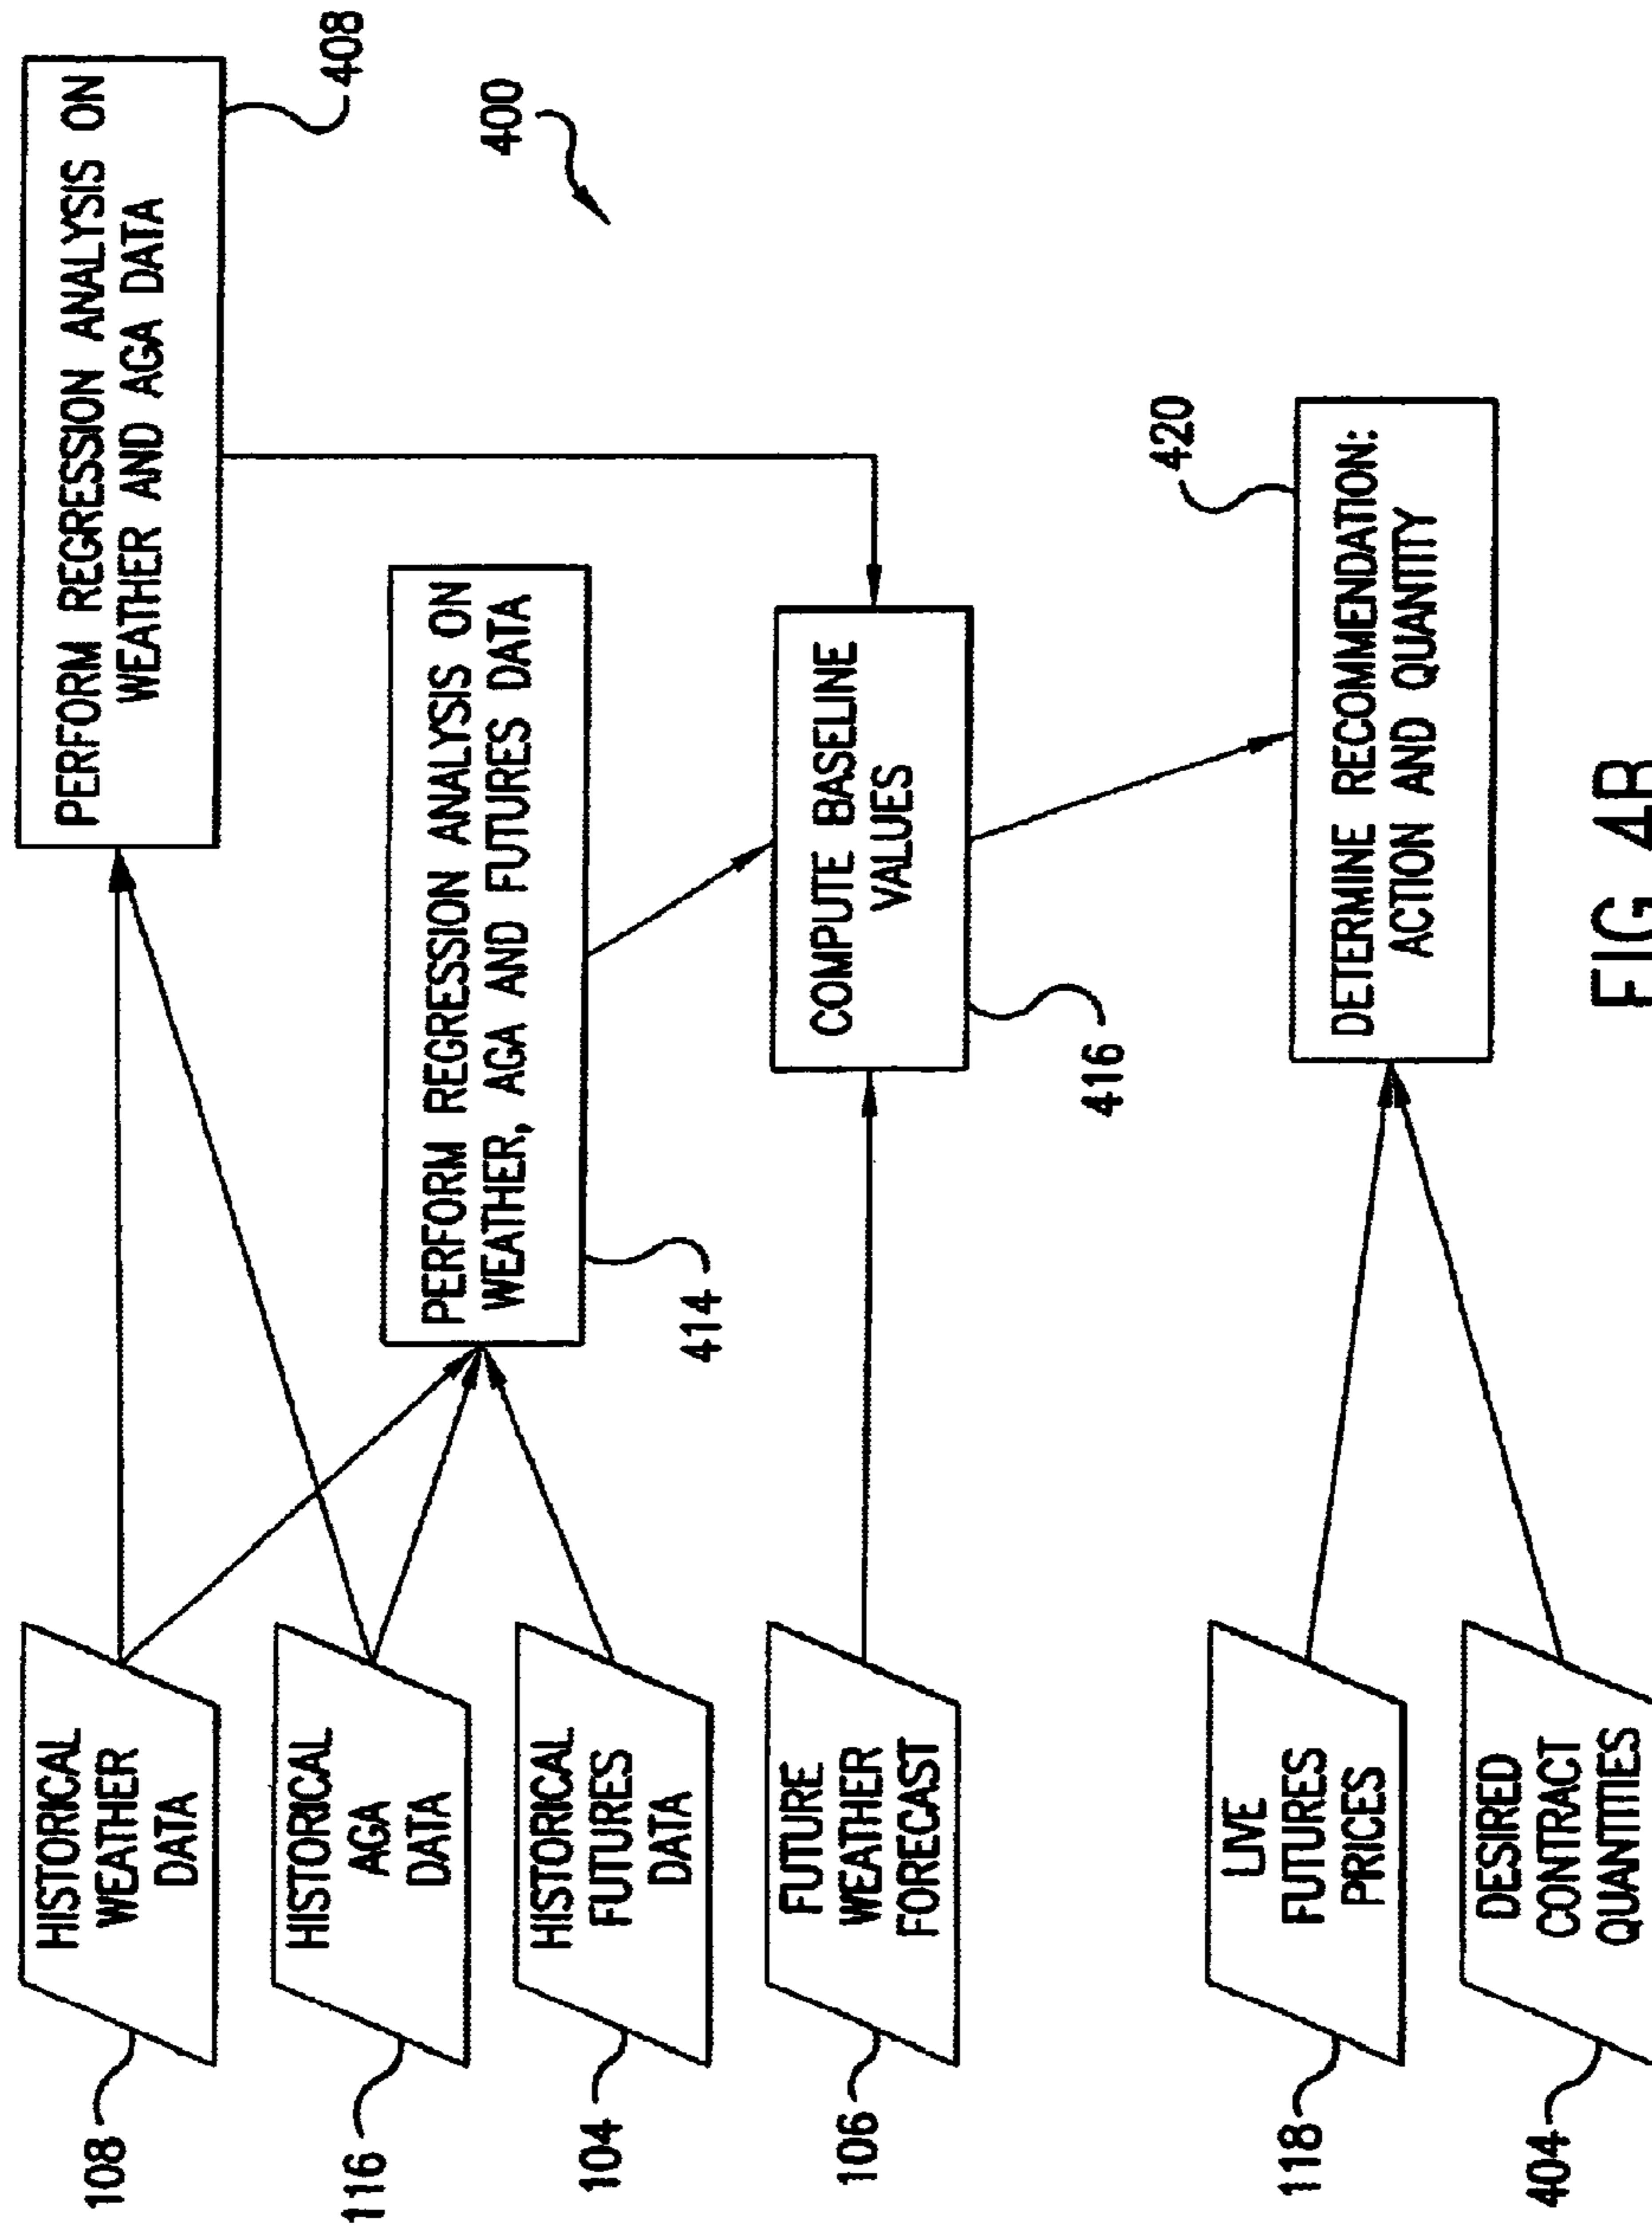 HISTORICAL
WEATHER
DATA
108
HISTORICAL
AGA
DATA
116
HISTORICAL
FUTURES
DATA
104
FUTURE
WEATHER
FORECAST
106
LIVE
FUTURES
PRICES
118
DESIRED
CONTRACT
QUANTITIES
404
PERFORM REGRESSION ANALYSIS ON
WEATHER AND AGA DATA
408
400
PERFORM REGRESSION ANALYSIS ON
WEATHER, AGA AND FUTURES DATA
414
COMPUTE BASELINE
VALUES
416
DETERMINE RECOMMENDATION:
ACTION AND QUANTITY
420
FIG. 4B